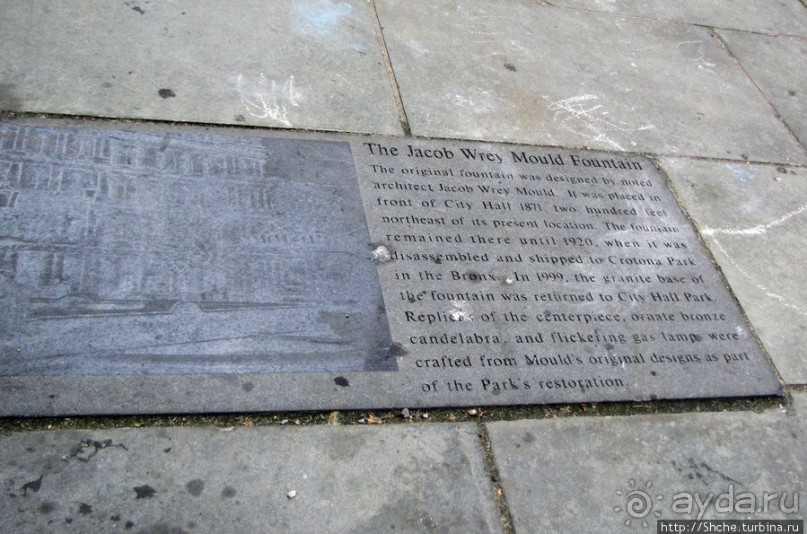 The Jacob Wrey Mould Fountain
The original fountain was designed by noted
architect Jacob Wrey Mould. It was placed in
front of City Hall 1871, two hundred feet
northeast of its present location. The fountain
remained there until 1920, when it was
disassembled and shipped to Crotona Park
in the Bronx. In 1999, the granite base of
the fountain was returned to City Hall Park.
Replicas of the centerpiece, ornate bronze
candelabra, and flickering gas lamps were
crafted from Mould's original designs as part
of the Park's restoration.
ayda.ru
http://Shche.turbina.ru/